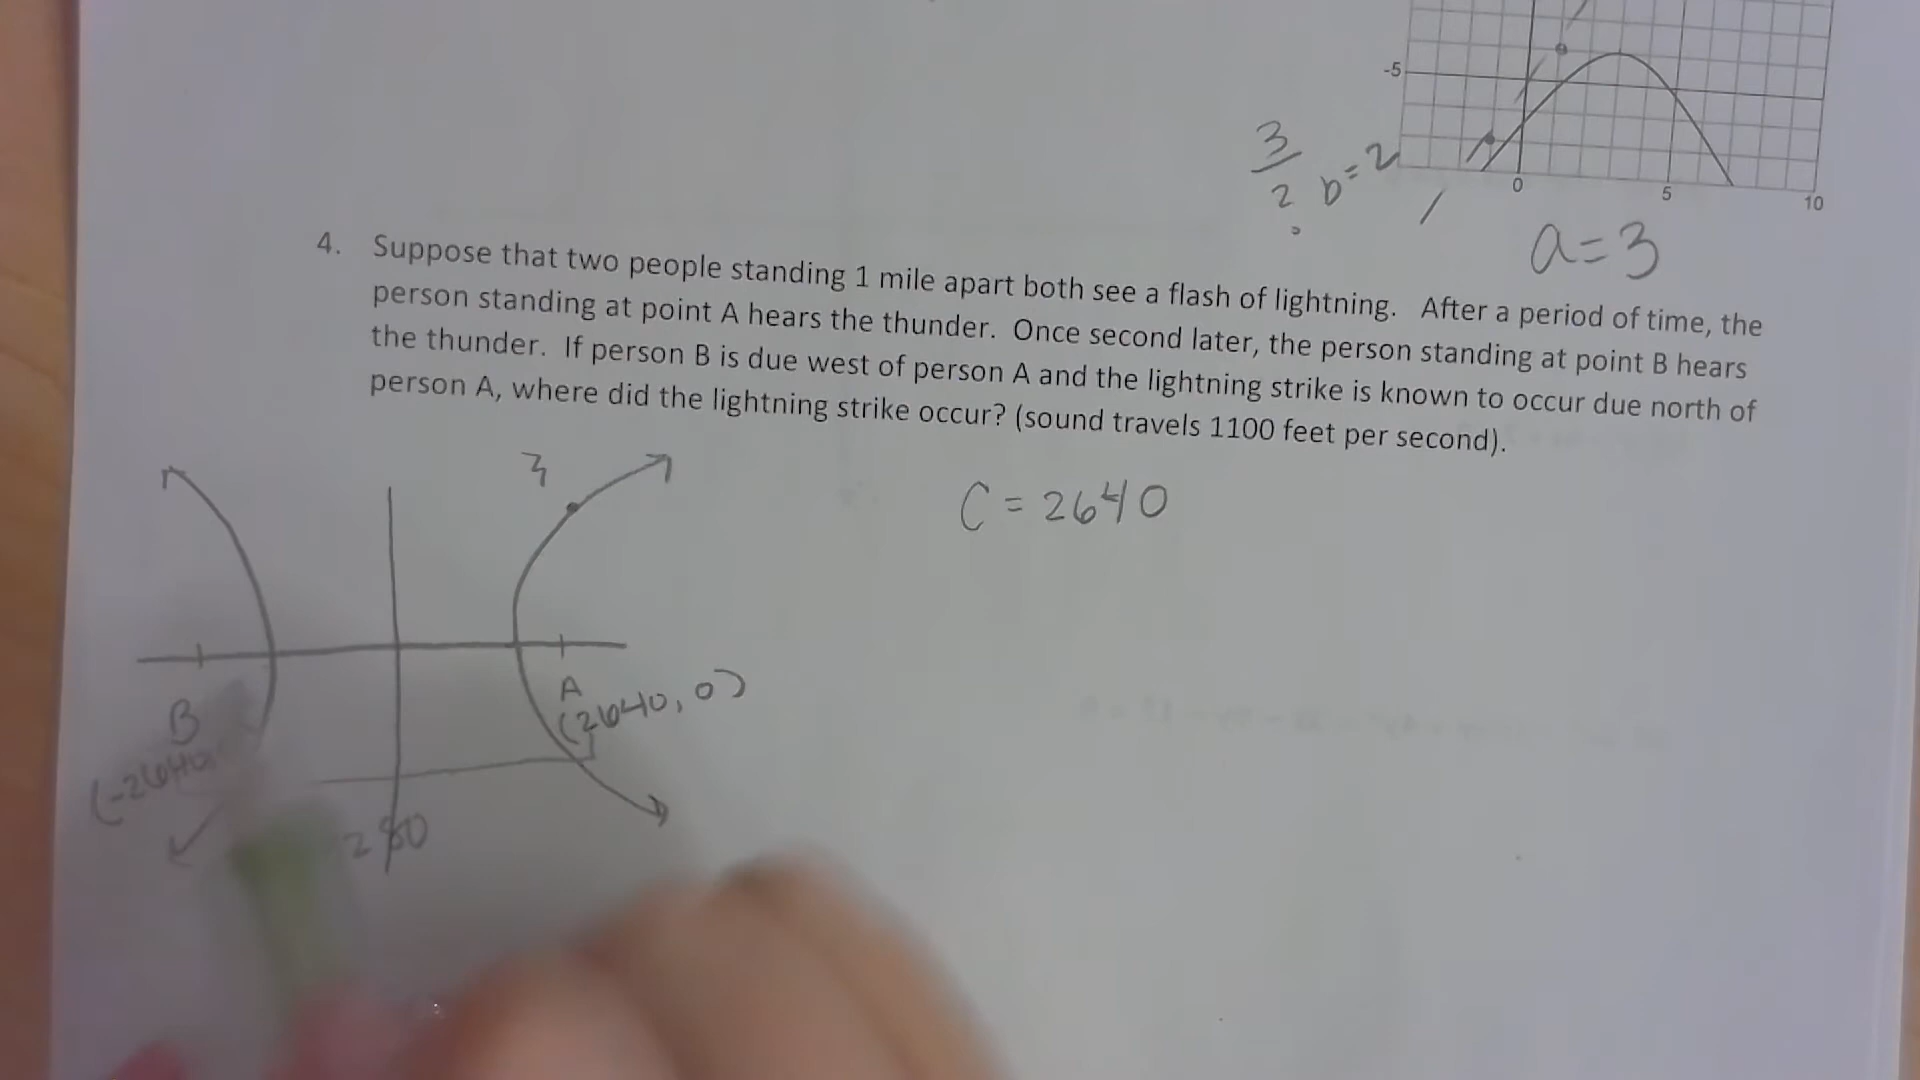 -5
0
5
10
3
2
b=2
a=3
4. Suppose that two people standing 1 mile apart both see a flash of lightning. After a period of time, the
person standing at point A hears the thunder. Once second later, the person standing at point B hears
the thunder. If person B is due west of person A and the lightning strike is known to occur due north of
person A, where did the lightning strike occur? (sound travels 1100 feet per second).
C = 2640
B
A
(2640, 0)
(-2640